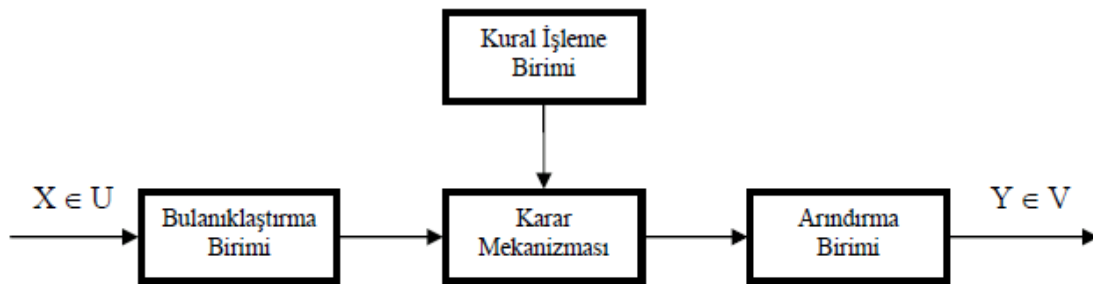 Kural İşleme
Birimi
X ∈ U
Bulanıklaştırma
Birimi
Karar
Mekanizması
Arındırma
Birimi
Y ∈ V